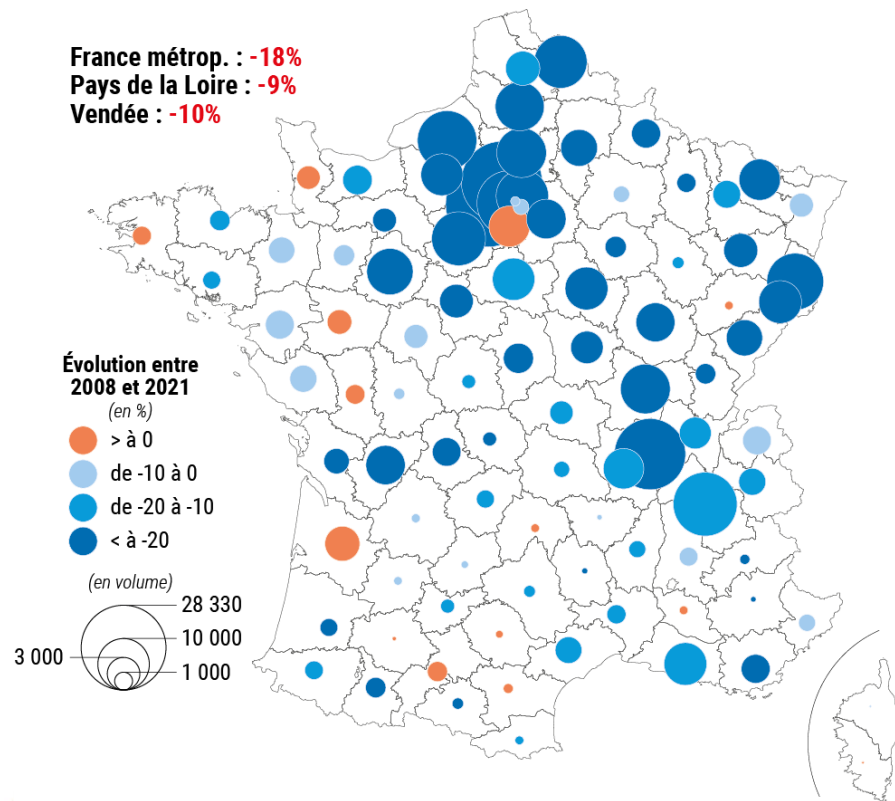 France métrop. : -18%
Pays de la Loire : -9%
Vendée : -10%
Évolution entre
2008 et 2021
(en %)
> à 0
de -10 à 0
de -20 à -10
< à -20
(en volume)
28 330
10 000
3 000
1 000